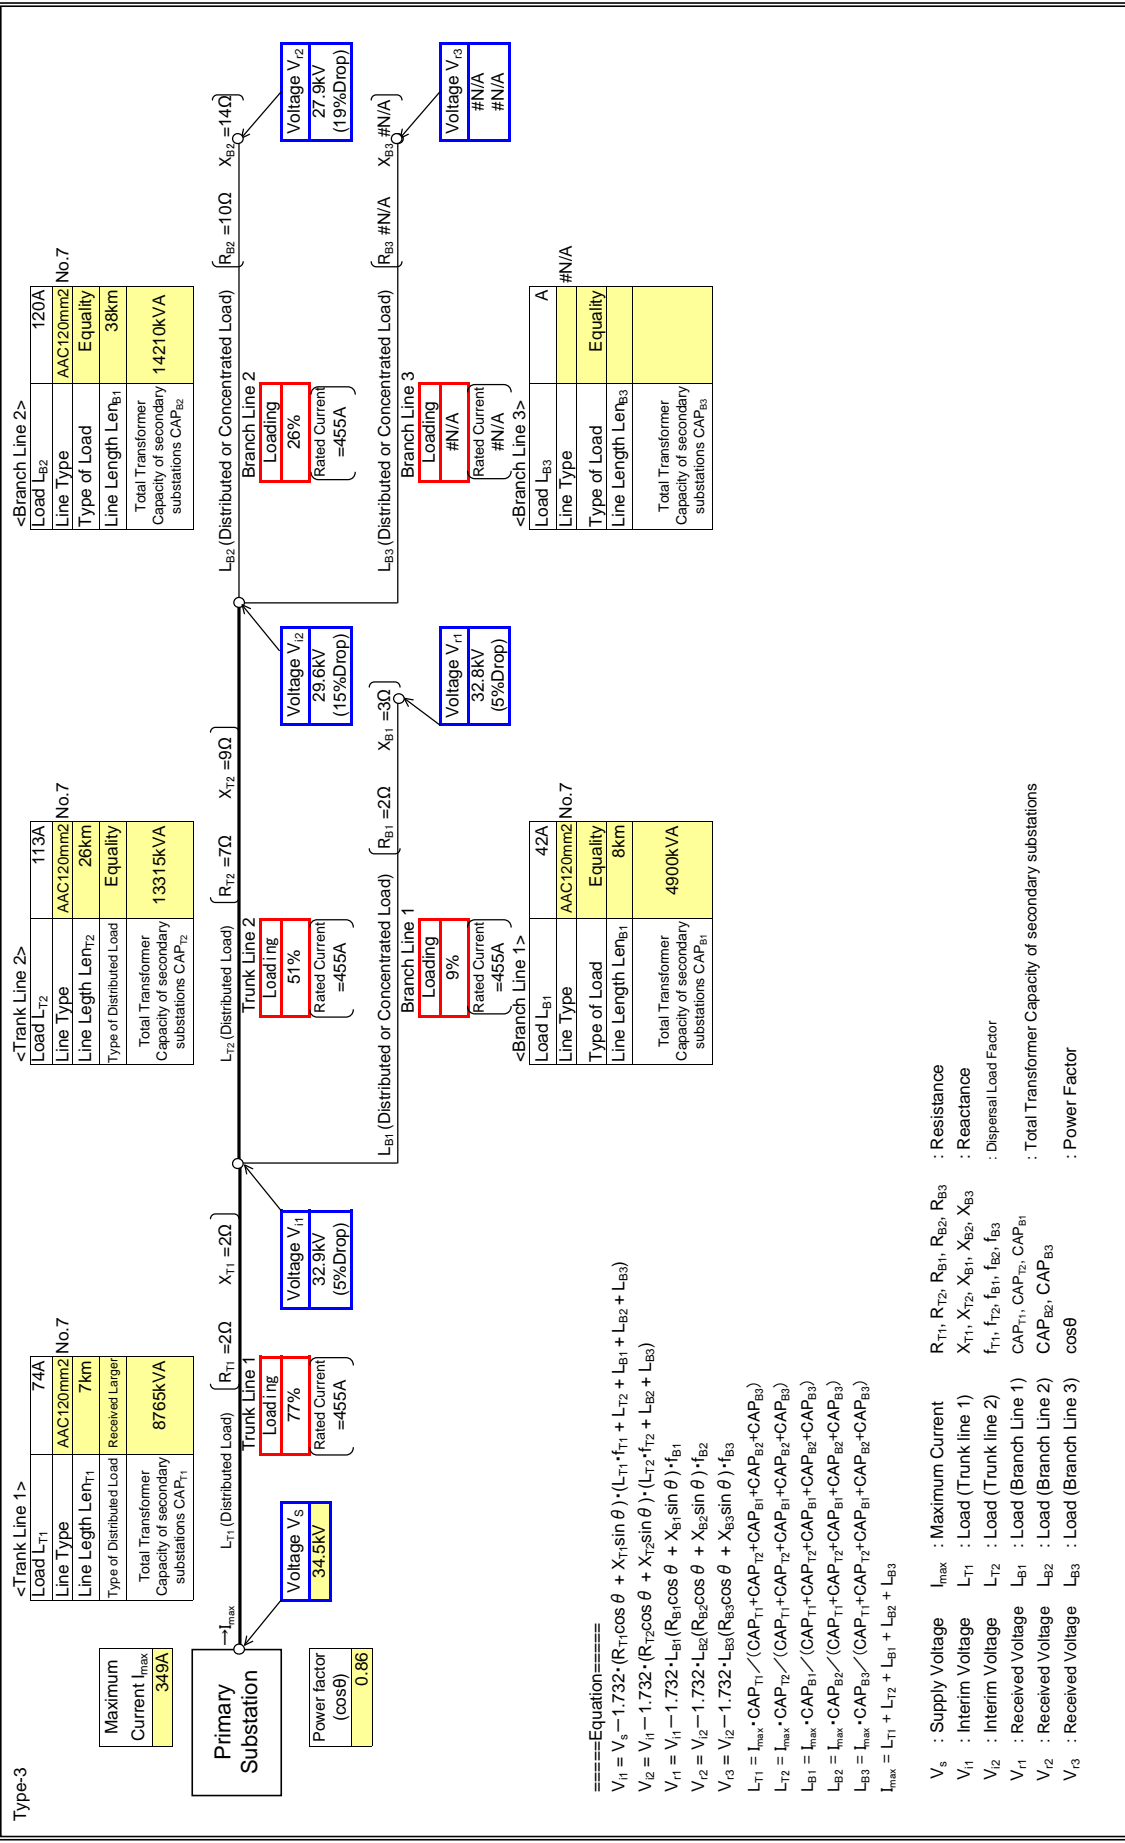 Type-3
Maximum
Current Imax
349A
Primary
Substation
Power factor
(cosθ)
0.86
→Imax
Voltage VS
34.5kV
<Trank Line 1>
Load LT1 74A
Line Type AAC120mm2 No.7
Line Legth LenT1 7km
Type of Distributed Load Received Larger
Total Transformer
Capacity of secondary
substations CAPT1
8765kVA
LT1 (Distributed Load)
RT1 =2Ω XT1 =2Ω
Trunk Line 1
Loading
77%
Rated Current
=455A
Voltage Vi1
32.9kV
(5%Drop)
<Trank Line 2>
Load LT2 113A
Line Type AAC120mm2 No.7
Line Legth LenT2 26km
Type of Distributed Load Equality
Total Transformer
Capacity of secondary
substations CAPT2
13315kVA
LT2 (Distributed Load)
RT2 =7Ω XT2 =9Ω
Trunk Line 2
Loading
51%
Rated Current
=455A
Voltage Vi2
29.6kV
(15%Drop)
LB1 (Distributed or Concentrated Load)
RB1 =2Ω XB1 =3Ω
Branch Line 1
Loading
9%
Rated Current
=455A
Voltage Vr1
32.8kV
(5%Drop)
<Branch Line 1>
Load LB1 42A
Line Type AAC120mm2 No.7
Type of Load Equality
Line Length LenB1 8km
Total Transformer
Capacity of secondary
substations CAPB1
4900kVA
<Branch Line 2>
Load LB2 120A
Line Type AAC120mm2 No.7
Type of Load Equality
Line Length LenB1 38km
Total Transformer
Capacity of secondary
substations CAPB2
14210kVA
LB2 (Distributed or Concentrated Load)
RB2 =10Ω XB2 =14Ω
Branch Line 2
Loading
26%
Rated Current
=455A
Voltage Vr2
27.9kV
(19%Drop)
LB3 (Distributed or Concentrated Load)
RB3 #N/A XB3 #N/A
Branch Line 3
Loading
#N/A
Rated Current
#N/A
Voltage Vr3
#N/A
#N/A
<Branch Line 3>
Load LB3 A
Line Type #N/A
Type of Load Equality
Line Length LenB3
Total Transformer
Capacity of secondary
substations CAPB3
=====Equation=====
Vi1 = Vs－1.732・(RT1cos θ + XT1sin θ)・(LT1・fT1 + LT2 + LB1 + LB2 + LB3)
Vi2 = Vi1－1.732・(RT2cos θ + XT2sin θ)・(LT2・fT2 + LB2 + LB3)
Vr1 = Vi1－1.732・LB1(RB1cos θ + XB1sin θ)・fB1
Vr2 = Vi2－1.732・LB2(RB2cos θ + XB2sin θ)・fB2
Vr3 = Vi2－1.732・LB3(RB3cos θ + XB3sin θ)・fB3
LT1 = Imax・CAPT1／(CAPT1+CAPT2+CAPB1+CAPB2+CAPB3)
LT2 = Imax・CAPT2／(CAPT1+CAPT2+CAPB1+CAPB2+CAPB3)
LB1 = Imax・CAPB1／(CAPT1+CAPT2+CAPB1+CAPB2+CAPB3)
LB2 = Imax・CAPB2／(CAPT1+CAPT2+CAPB1+CAPB2+CAPB3)
LB3 = Imax・CAPB3／(CAPT1+CAPT2+CAPB1+CAPB2+CAPB3)
Imax = LT1 + LT2 + LB1 + LB2 + LB3
Vs : Supply Voltage Imax : Maximum Current RT1, RT2, RB1, RB2, RB3 : Resistance
Vi1 : Interim Voltage LT1 : Load (Trunk line 1) XT1, XT2, XB1, XB2, XB3 : Reactance
Vi2 : Interim Voltage LT2 : Load (Trunk line 2) fT1, fT2, fB1, fB2, fB3 : Dispersal Load Factor
Vr1 : Received Voltage LB1 : Load (Branch Line 1) CAPT1, CAPT2, CAPB1 : Total Transformer Capacity of secondary substations
Vr2 : Received Voltage LB2 : Load (Branch Line 2) CAPB2, CAPB3
Vr3 : Received Voltage LB3 : Load (Branch Line 3) cosθ : Power Factor